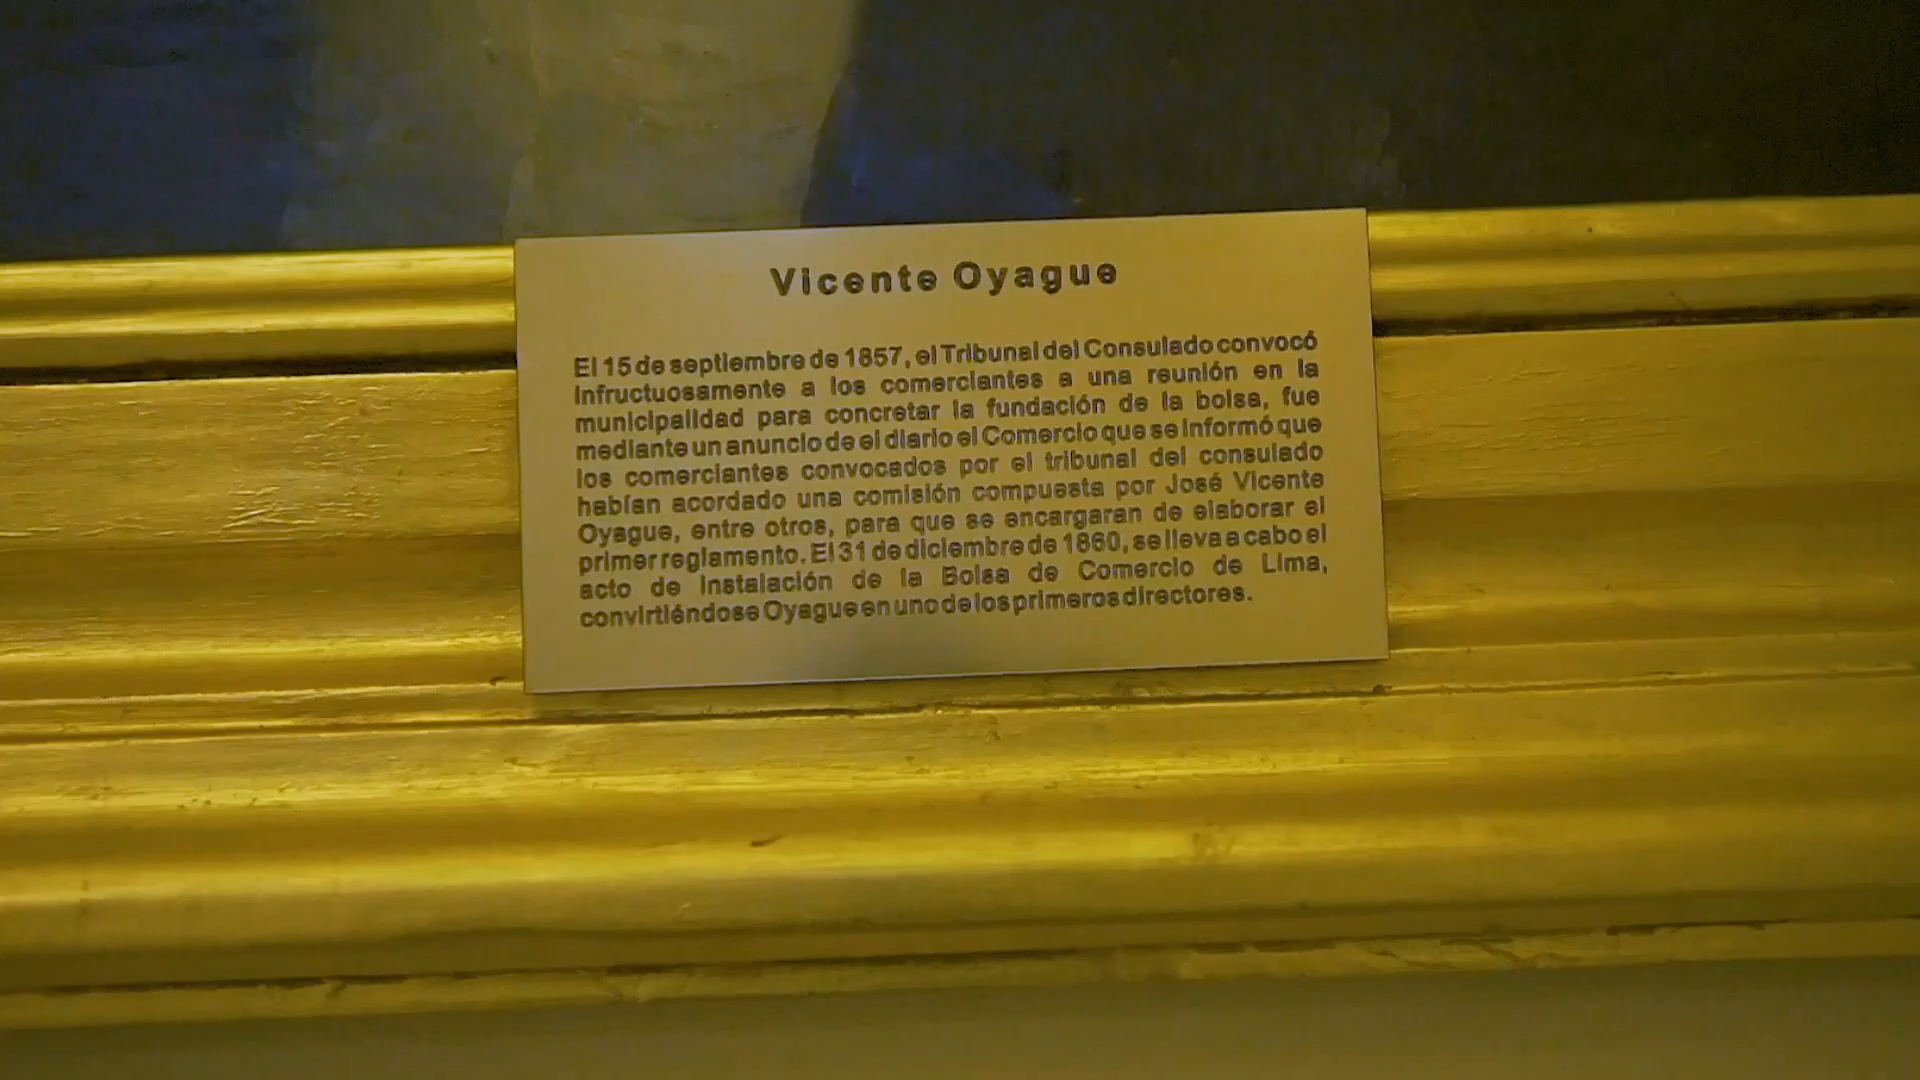 Vicente Oyague
El 15 de septiembre de 1857, el Tribunal del Consulado convocó
infructuosamente a los comerciantes a una reunión en la
municipalidad para concretar la fundación de la bolsa, fue
mediante un anuncio de el diario el Comercio que se informó que
los comerciantes convocados por el tribunal del consulado
habían acordado una comisión compuesta por José Vicente
Oyague, entre otros, para que se encargaran de elaborar el
primer reglamento. El 31 de diciembre de 1860, se lleva a cabo el
acto de instalación de la Bolsa de Comercio de Lima,
convirtiéndose Oyague en uno de los primeros directores.